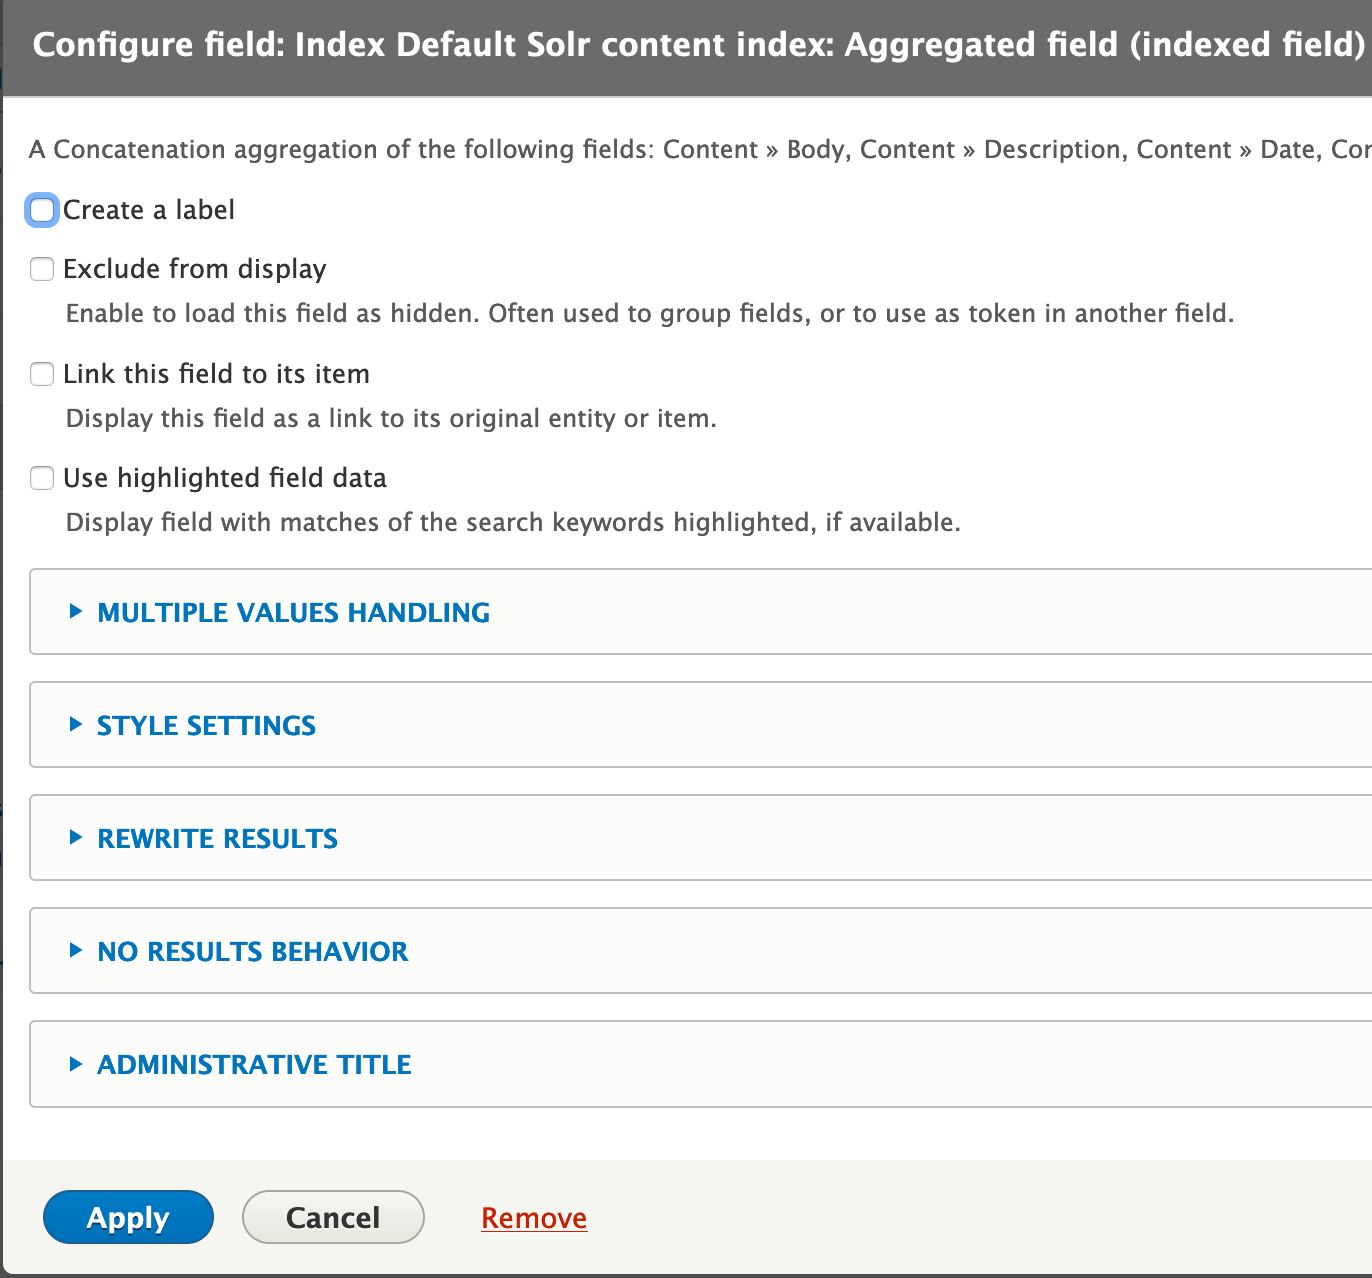 Configure field: Index Default Solr content index: Aggregated field (indexed field)
A Concatenation aggregation of the following fields: Content » Body, Content » Description, Content » Date,
Create a label
Exclude from display
Enable to load this field as hidden. Often used to group fields, or to use as token in another field.
Link this field to its item
Display this field as a link to its original entity or item.
Use highlighted field data
Display field with matches of the search keywords highlighted, if available.
MULTIPLE VALUES HANDLING
STYLE SETTINGS
REWRITE RESULTS
NO RESULTS BEHAVIOR
ADMINISTRATIVE TITLE
Apply Cancel Remove